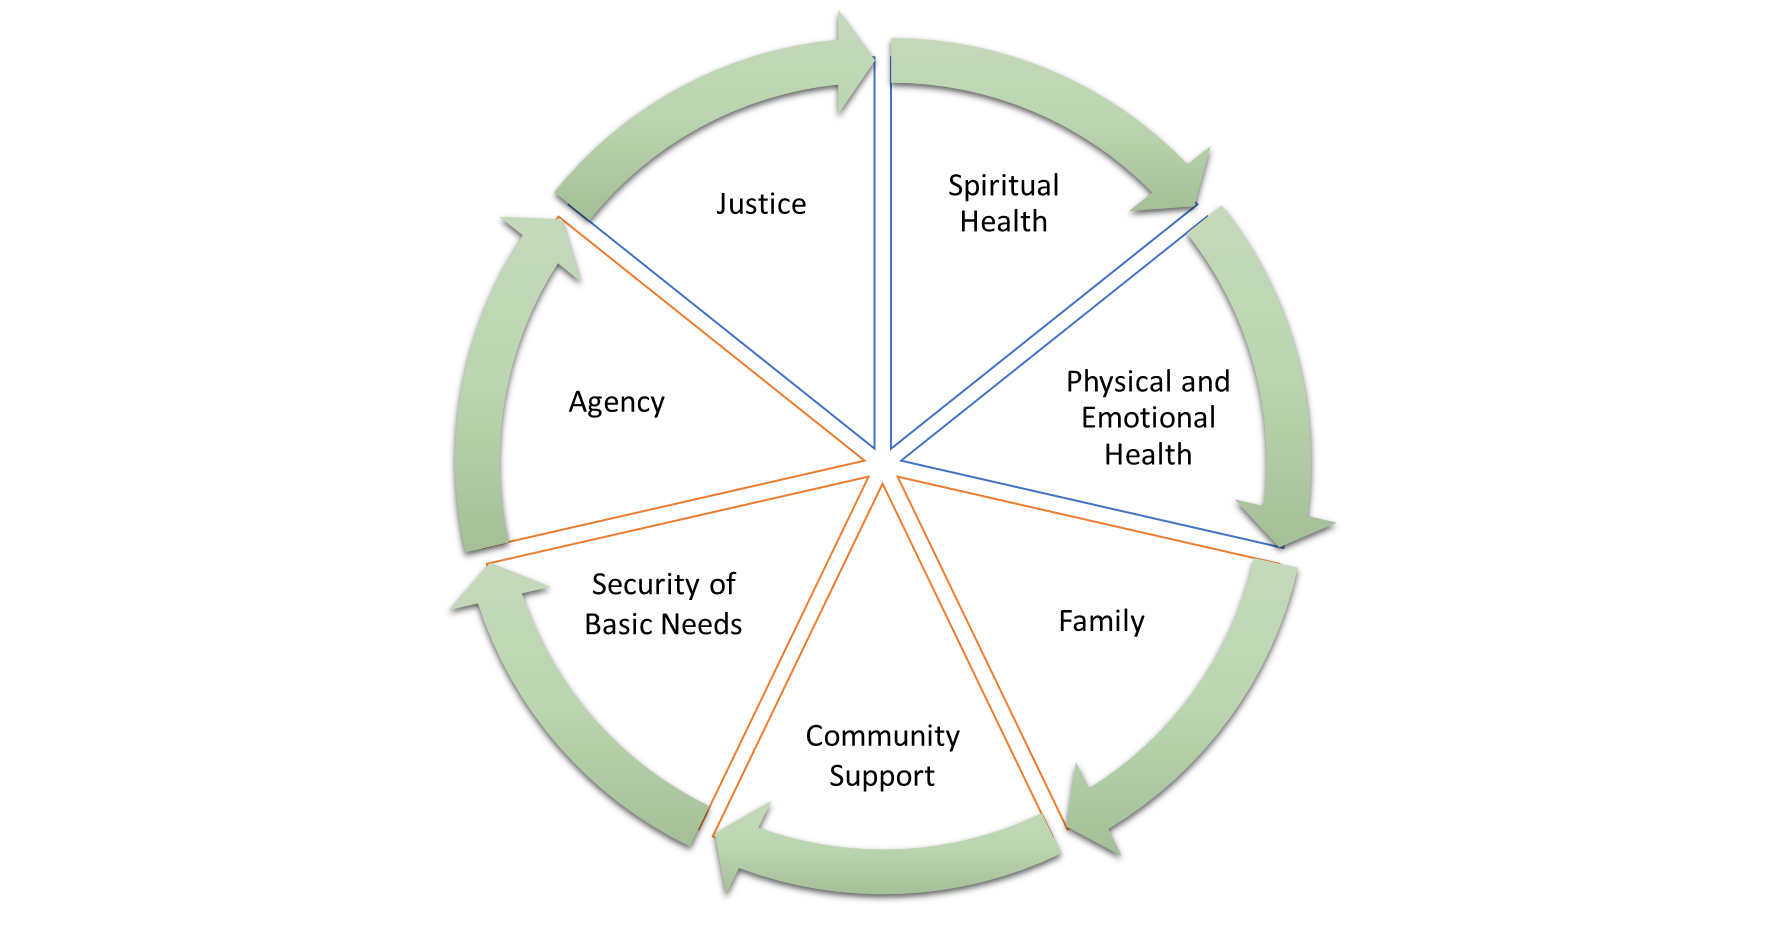 Justice
Spiritual
Health
Physical and
Emotional
Health
Agency
Security of
Basic Needs
Family
Community
Support